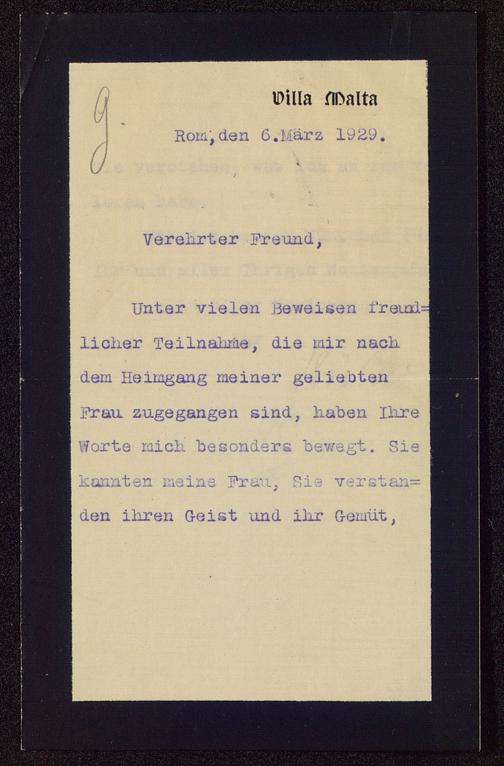 g.
Villa Malta
Rom, den 6.März 1929.
Verehrter Freund,
Unter vielen Beweisen freund=
licher Teilnahme, die mir nach
dem Heimgang meiner geliebten
Frau zugegangen sind, haben Ihre
Worte mich besonders bewegt. Sie
kannten meine Frau, Sie verstan=
den ihren Geist und ihr Gemüt,